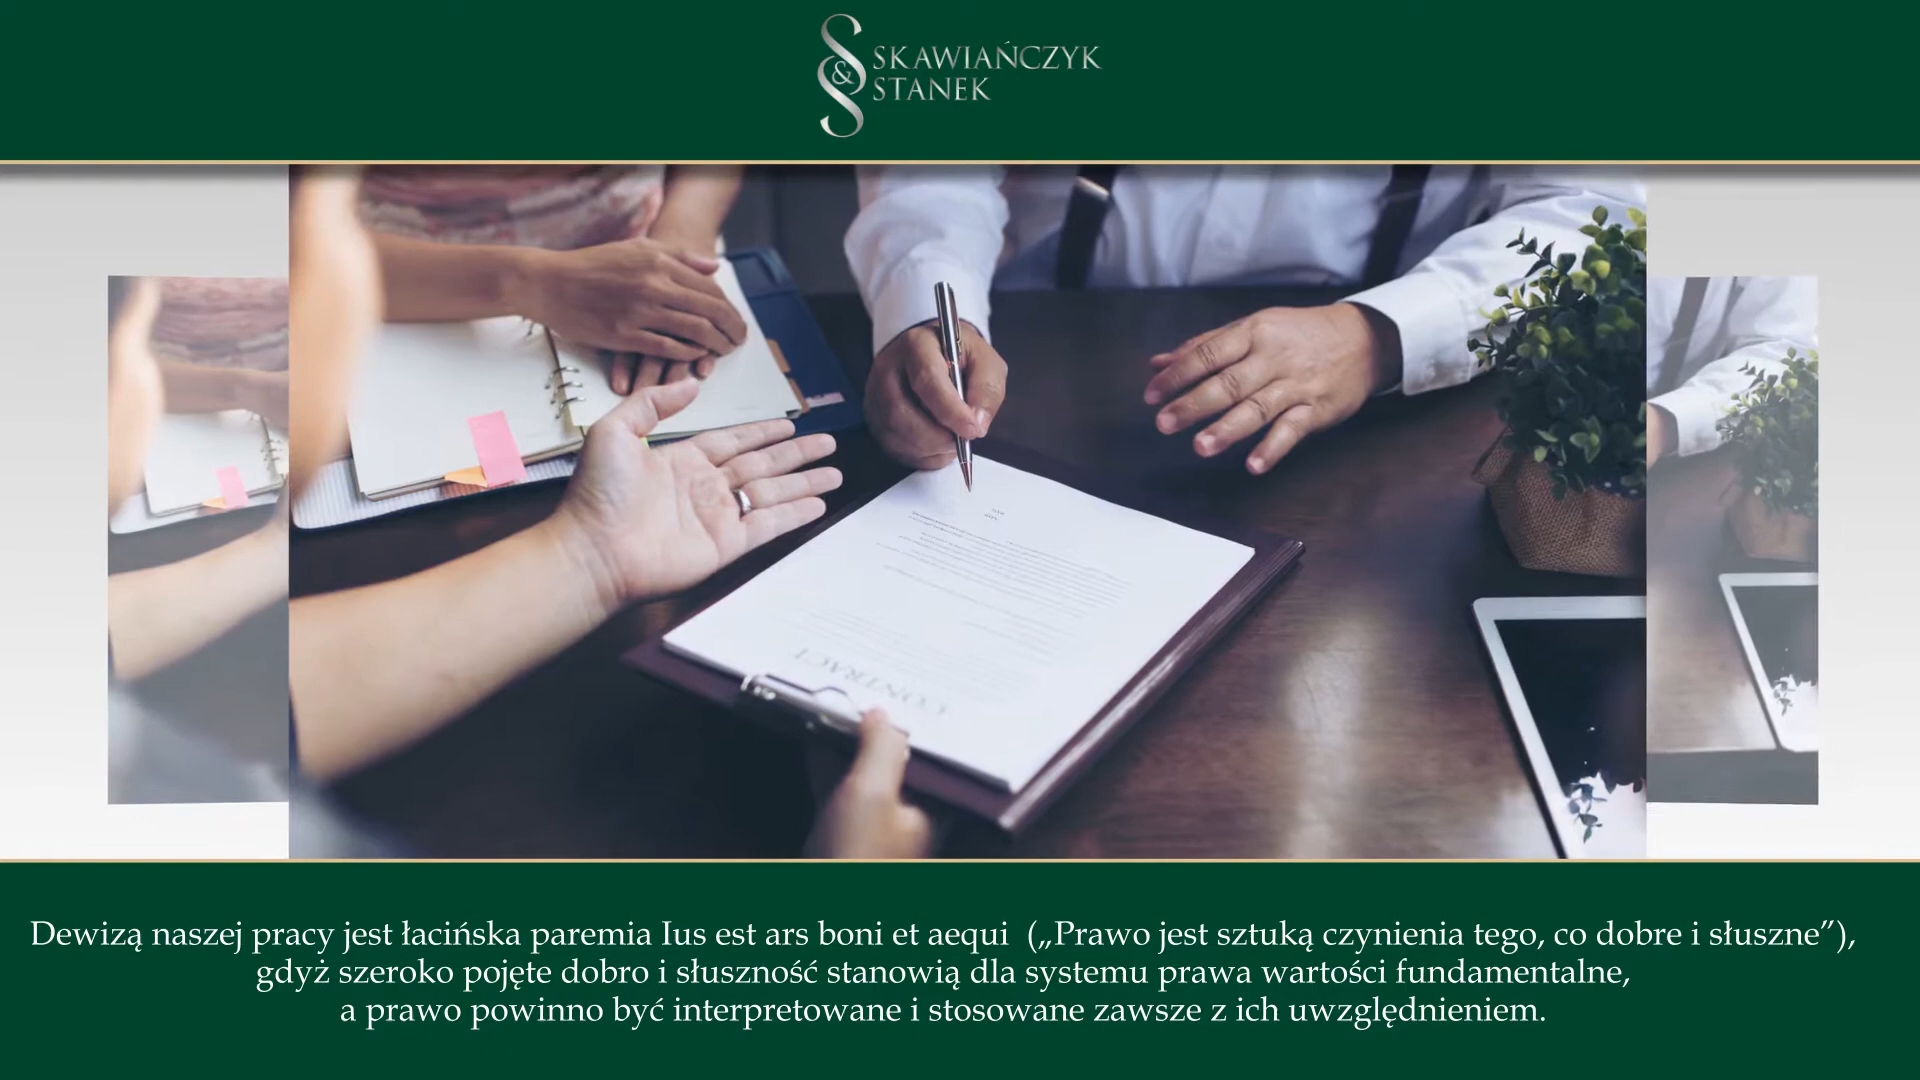 S&S
SKAWIAŃCZYK
STANEK
CONTRACT
Dewizą naszej pracy jest łacińska paremia Ius est ars boni et aequi („Prawo jest sztuką czynienia tego, co dobre i słuszne”),
gdyż szeroko pojęte dobro i słuszność stanowią dla systemu prawa wartości fundamentalne,
a prawo powinno być interpretowane i stosowane zawsze z ich uwzględnieniem.